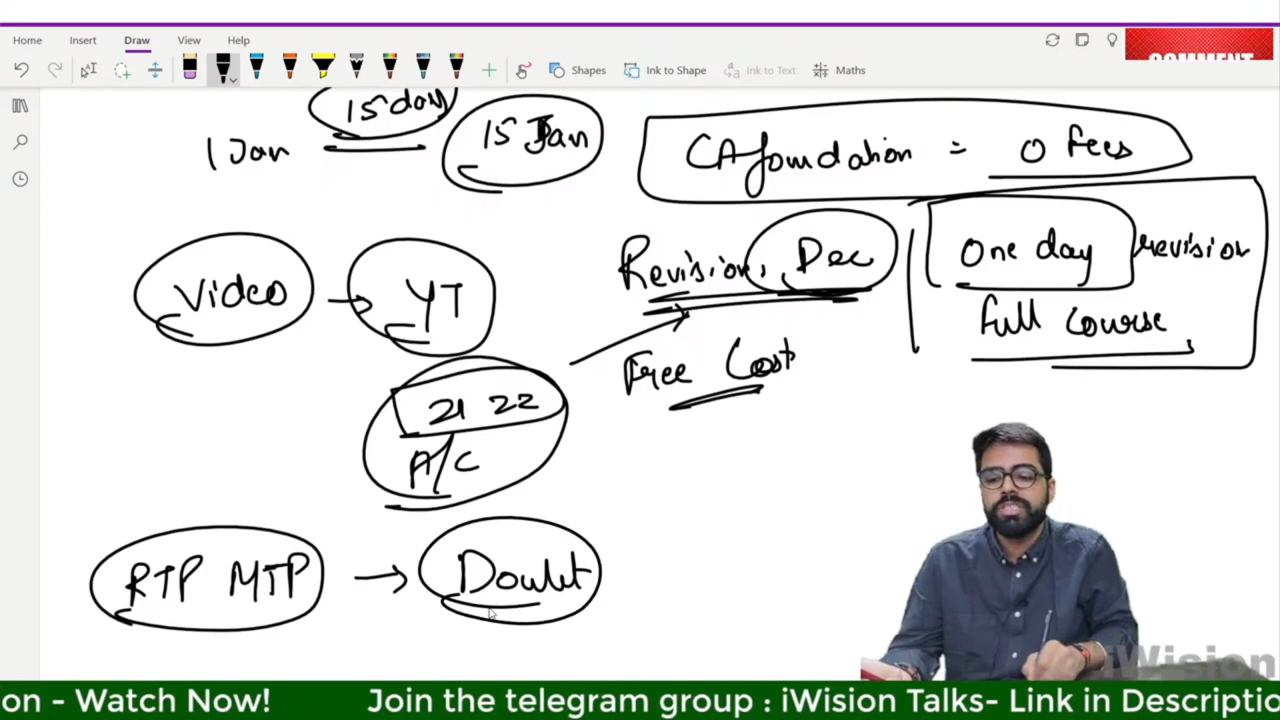 Home Insert Draw View Help
COMMENT
Shapes Ink to Shape Ink to Text Maths
15 day
1 Jan
15 Jan
CA foundation = 0 fees
Video → YT
Revision, Dec
One day revision
full course
Free Cost
21 22
A/C
RTP MTP → Doubt
iWision
on - Watch Now! Join the telegram group : iWision Talks- Link in Descriptio